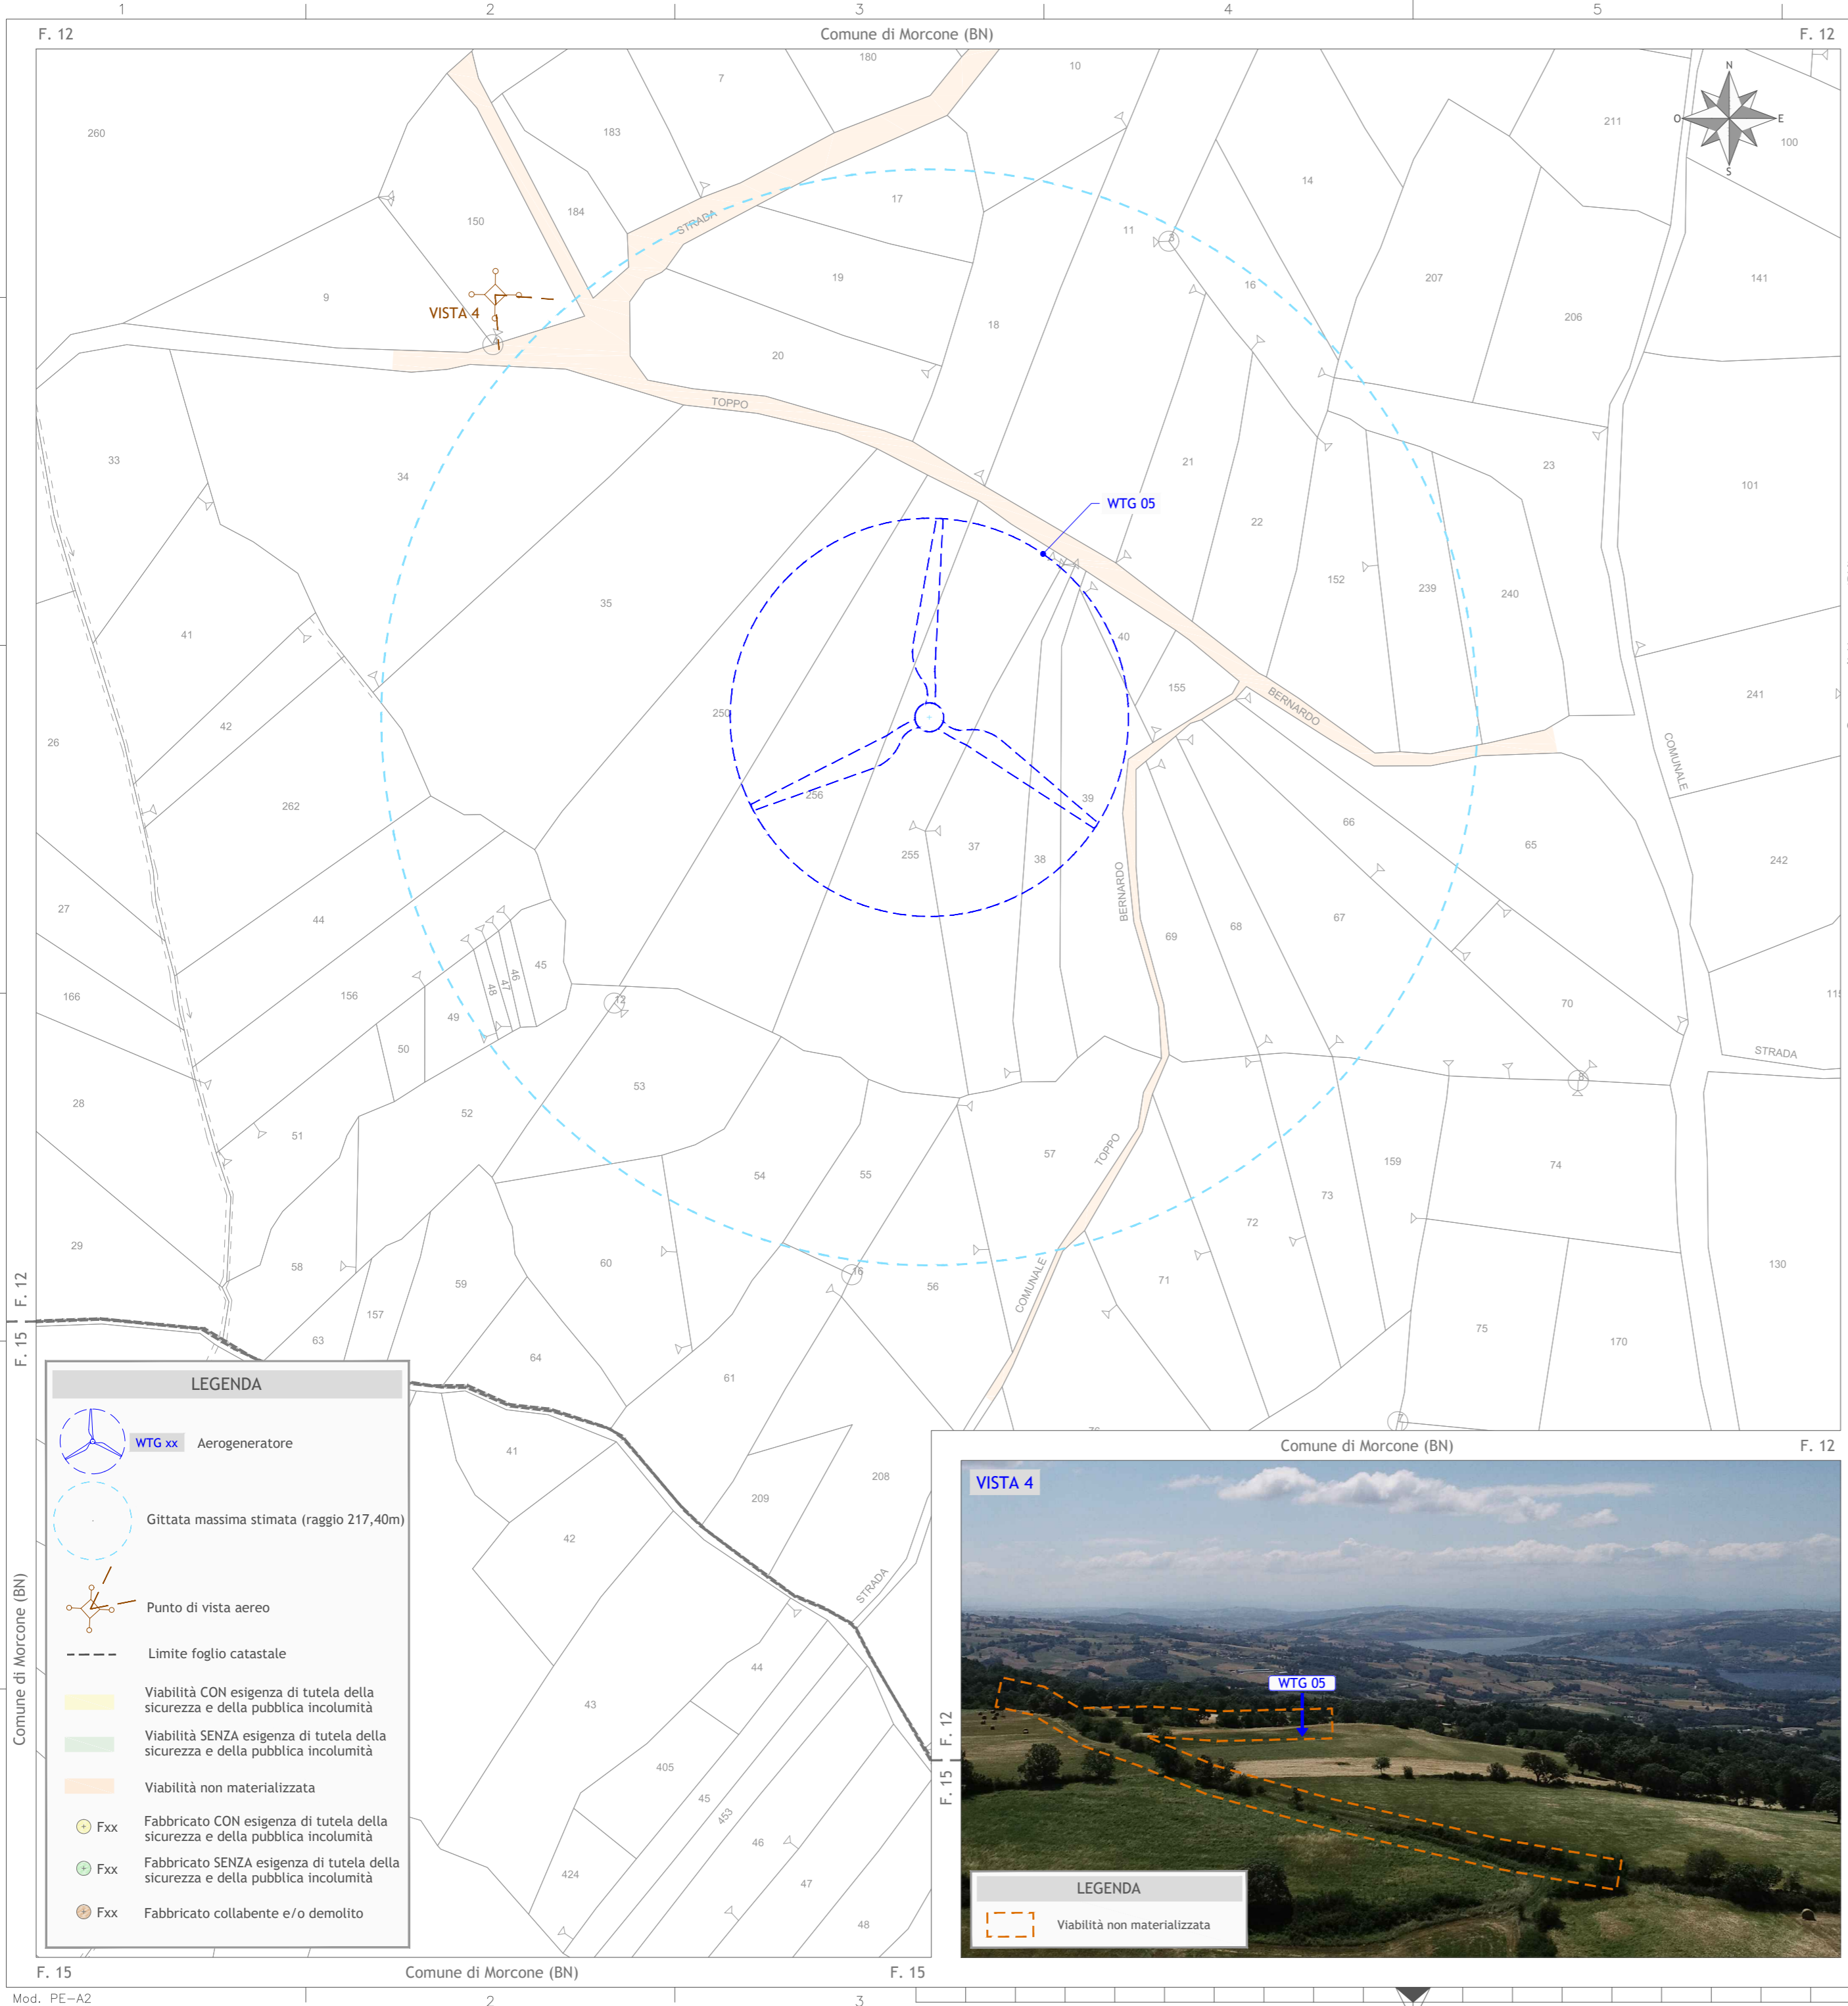 1 2 3 4 5
F. 12 Comune di Morcone (BN) F. 12
180
7
10
N
O E
S
260
183
211
100
14
150
184
STRADA
17
11
3
9
19
16
207
141
VISTA 4
206
18
20
TOPPO
33
34
21
23
101
WTG 05
22
35
152
239
240
41
40
155
BERNARDO
241
42
250
26
COMUNALE
262
256
39
66
65
37
38
255
242
BERNARDO
27
44
68
67
69
45
46
47
48
166
156
12
49
70
50
STRADA
53
8
28
52
51
57
TOPPO
159
74
54
55
73
72
29
58
60
59
16
56
71
130
COMUNALE
157
63
75
170
64
61
F. 12
F. 15
LEGENDA
WTG xx Aerogeneratore
Gittata massima stimata (raggio 217,40m)
Punto di vista aereo
Limite foglio catastale
Viabilità CON esigenza di tutela della
sicurezza e della pubblica incolumità
Viabilità SENZA esigenza di tutela della
sicurezza e della pubblica incolumità
Viabilità non materializzata
Fxx Fabbricato CON esigenza di tutela della
sicurezza e della pubblica incolumità
Fxx Fabbricato SENZA esigenza di tutela della
sicurezza e della pubblica incolumità
Fxx Fabbricato collabente e/o demolito
Comune di Morcone (BN)
41
208
209
42
STRADA
44
43
405
45
453
46
424
47
48
F. 12
F. 15
Comune di Morcone (BN) F. 12
VISTA 4
WTG 05
LEGENDA
Viabilità non materializzata
F. 15 Comune di Morcone (BN) F. 15
Mod. PE-A2
2 3